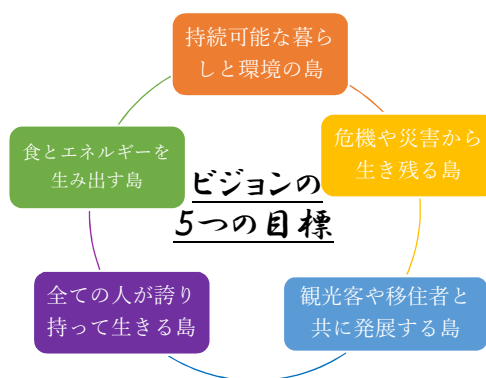 持続可能な暮ら
しと環境の島
危機や災害から
生き残る島
食とエネルギーを
生み出す島
ビジョンの
5つの目標
全ての人が誇り
持って生きる島
観光客や移住者と
共に発展する島